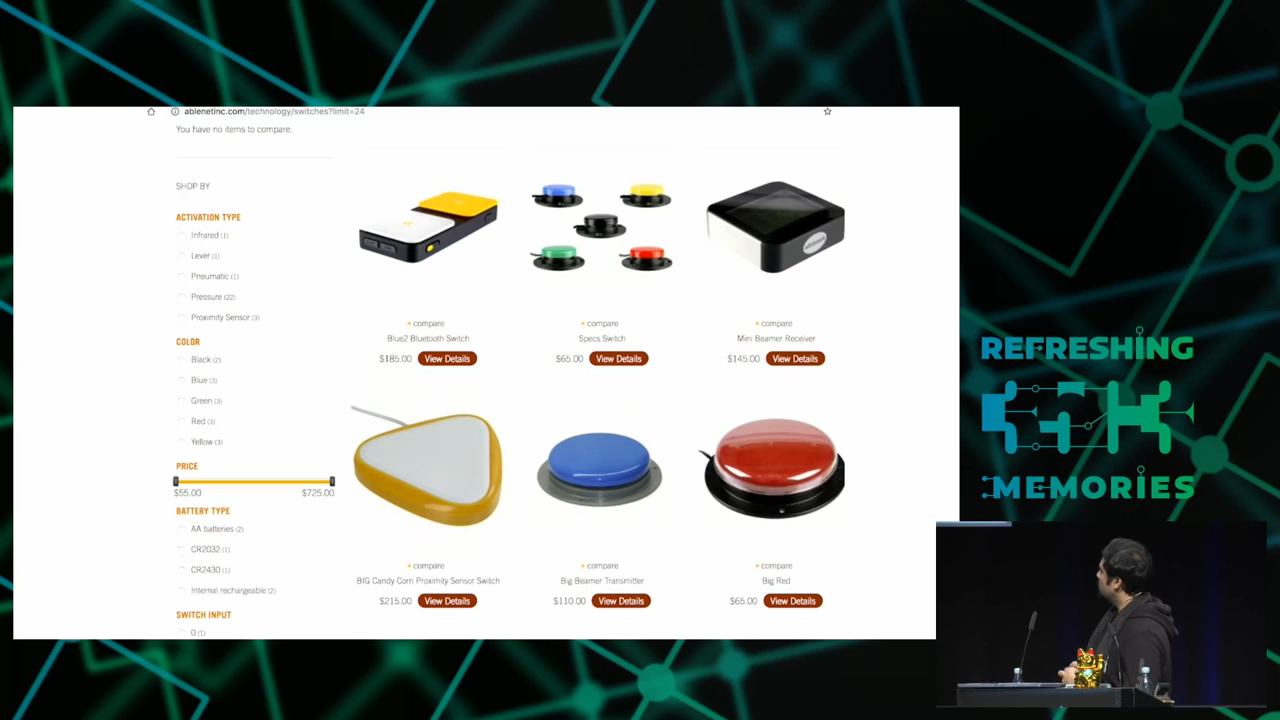 ablenetinc.com/technology/switches?limit=24
You have no items to compare.
SHOP BY
ACTIVATION TYPE
Infrared (1)
Lever (1)
Pneumatic (1)
Pressure (22)
Proximity Sensor (3)
COLOR
Black (2)
Blue (3)
Green (3)
Red (3)
Yellow (3)
PRICE
$55.00 $725.00
BATTERY TYPE
AA batteries (2)
CR2032 (1)
CR2430 (1)
Internal rechargeable (2)
SWITCH INPUT
0 (1)
+ compare
Blue2 Bluetooth Switch
$185.00 View Details
+ compare
Specs Switch
$65.00 View Details
+ compare
Mini Beamer Receiver
$145.00 View Details
+ compare
BIG Candy Corn Proximity Sensor Switch
$215.00 View Details
+ compare
Big Beamer Transmitter
$110.00 View Details
+ compare
Big Red
$65.00 View Details
REFRESHING
MEMORIES